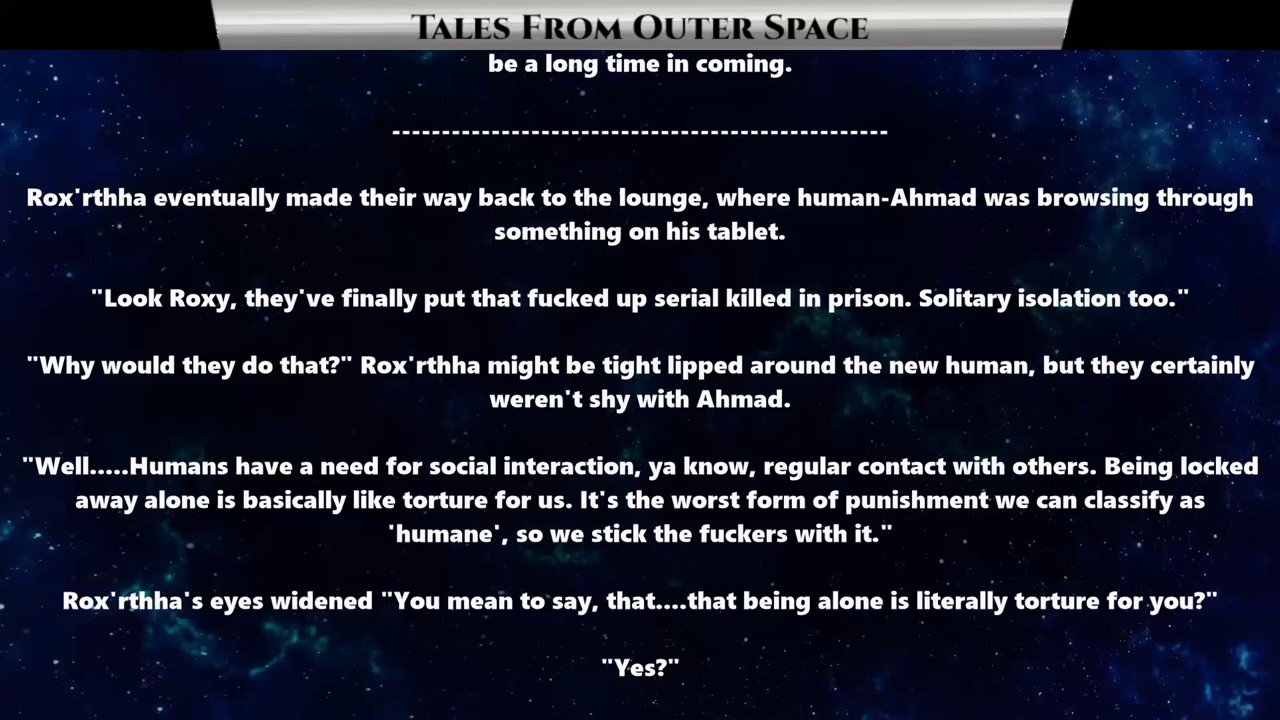 TALES FROM OUTER SPACE
be a long time in coming.
--------------------------------------------------
Rox'rthha eventually made their way back to the lounge, where human-Ahmad was browsing through
something on his tablet.
"Look Roxy, they've finally put that fucked up serial killed in prison. Solitary isolation too."
"Why would they do that?" Rox'rthha might be tight lipped around the new human, but they certainly
weren't shy with Ahmad.
"Well.....Humans have a need for social interaction, ya know, regular contact with others. Being locked
away alone is basically like torture for us. It's the worst form of punishment we can classify as
'humane', so we stick the fuckers with it."
Rox'rthha's eyes widened "You mean to say, that....that being alone is literally torture for you?"
"Yes?"